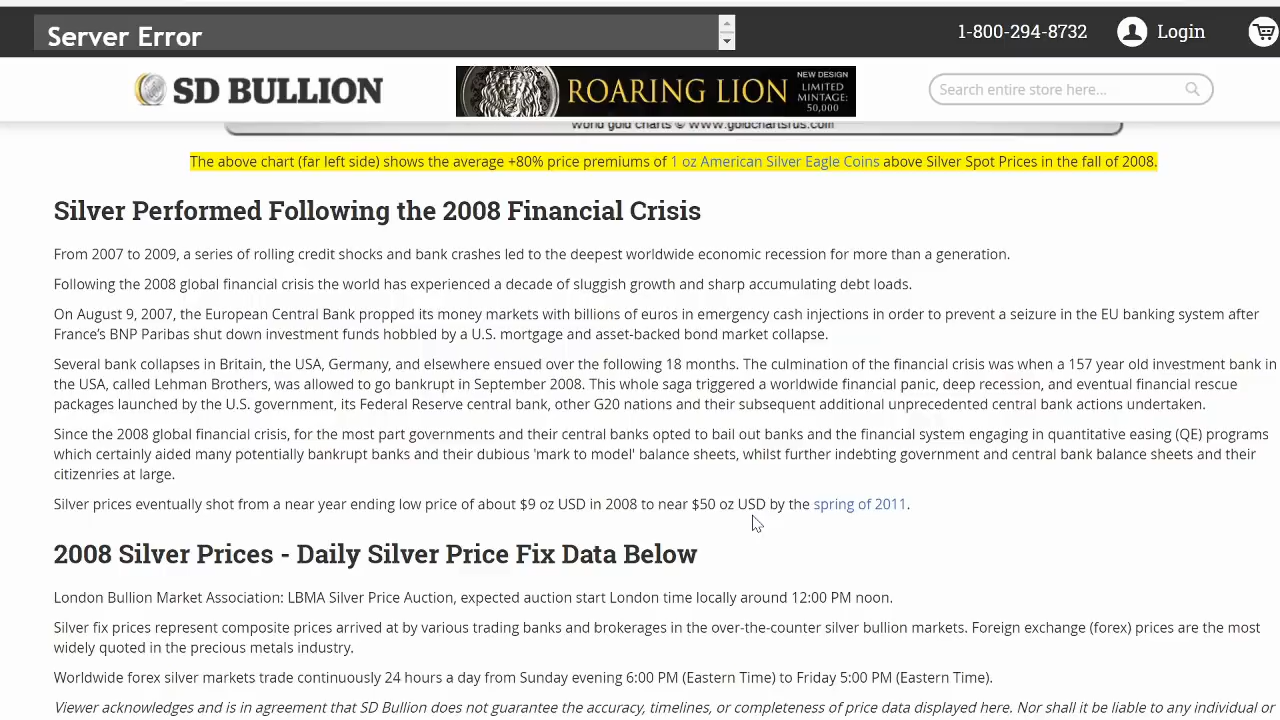 Server Error
1-800-294-8732
Login
SD BULLION
ROARING LION
NEW DESIGN
LIMITED
MINTAGE:
50,000
Search entire store here...
world gold charts © www.goldchartsrus.com
The above chart (far left side) shows the average +80% price premiums of 1 oz American Silver Eagle Coins above Silver Spot Prices in the fall of 2008.
Silver Performed Following the 2008 Financial Crisis
From 2007 to 2009, a series of rolling credit shocks and bank crashes led to the deepest worldwide economic recession for more than a generation.
Following the 2008 global financial crisis the world has experienced a decade of sluggish growth and sharp accumulating debt loads.
On August 9, 2007, the European Central Bank propped its money markets with billions of euros in emergency cash injections in order to prevent a seizure in the EU banking system after
France's BNP Paribas shut down investment funds hobbled by a U.S. mortgage and asset-backed bond market collapse.
Several bank collapses in Britain, the USA, Germany, and elsewhere ensued over the following 18 months. The culmination of the financial crisis was when a 157 year old investment bank in
the USA, called Lehman Brothers, was allowed to go bankrupt in September 2008. This whole saga triggered a worldwide financial panic, deep recession, and eventual financial rescue
packages launched by the U.S. government, its Federal Reserve central bank, other G20 nations and their subsequent additional unprecedented central bank actions undertaken.
Since the 2008 global financial crisis, for the most part governments and their central banks opted to bail out banks and the financial system engaging in quantitative easing (QE) programs
which certainly aided many potentially bankrupt banks and their dubious 'mark to model' balance sheets, whilst further indebting government and central bank balance sheets and their
citizenries at large.
Silver prices eventually shot from a near year ending low price of about $9 oz USD in 2008 to near $50 oz USD by the spring of 2011.
2008 Silver Prices - Daily Silver Price Fix Data Below
London Bullion Market Association: LBMA Silver Price Auction, expected auction start London time locally around 12:00 PM noon.
Silver fix prices represent composite prices arrived at by various trading banks and brokerages in the over-the-counter silver bullion markets. Foreign exchange (forex) prices are the most
widely quoted in the precious metals industry.
Worldwide forex silver markets trade continuously 24 hours a day from Sunday evening 6:00 PM (Eastern Time) to Friday 5:00 PM (Eastern Time).
Viewer acknowledges and is in agreement that SD Bullion does not guarantee the accuracy, timelines, or completeness of price data displayed here. Nor shall it be liable to any individual or